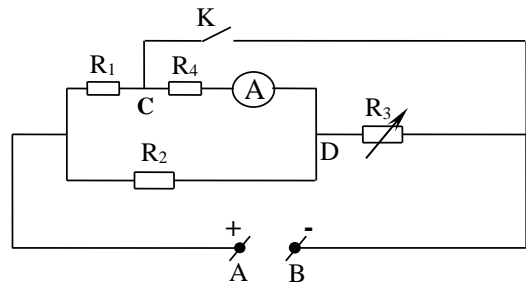 K
R₁ R₄ A
C R₃
R₂ D
+ -
A B